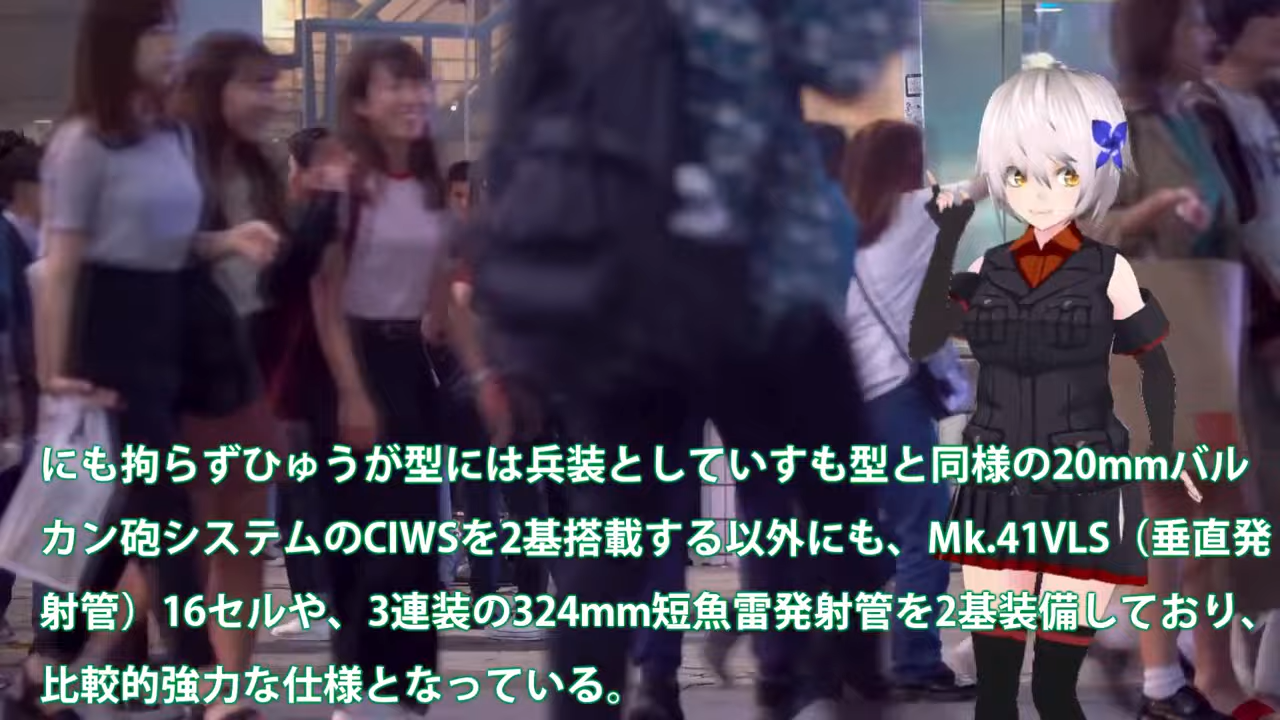 にも拘らずひゅうが型には兵装としていすも型と同様の20mmバル
カン砲システムのCIWSを2基搭載する以外にも、Mk.41VLS（垂直発
射管）16セルや、3連装の324mm短魚雷発射管を2基装備しており、
比較的強力な仕様となっている。